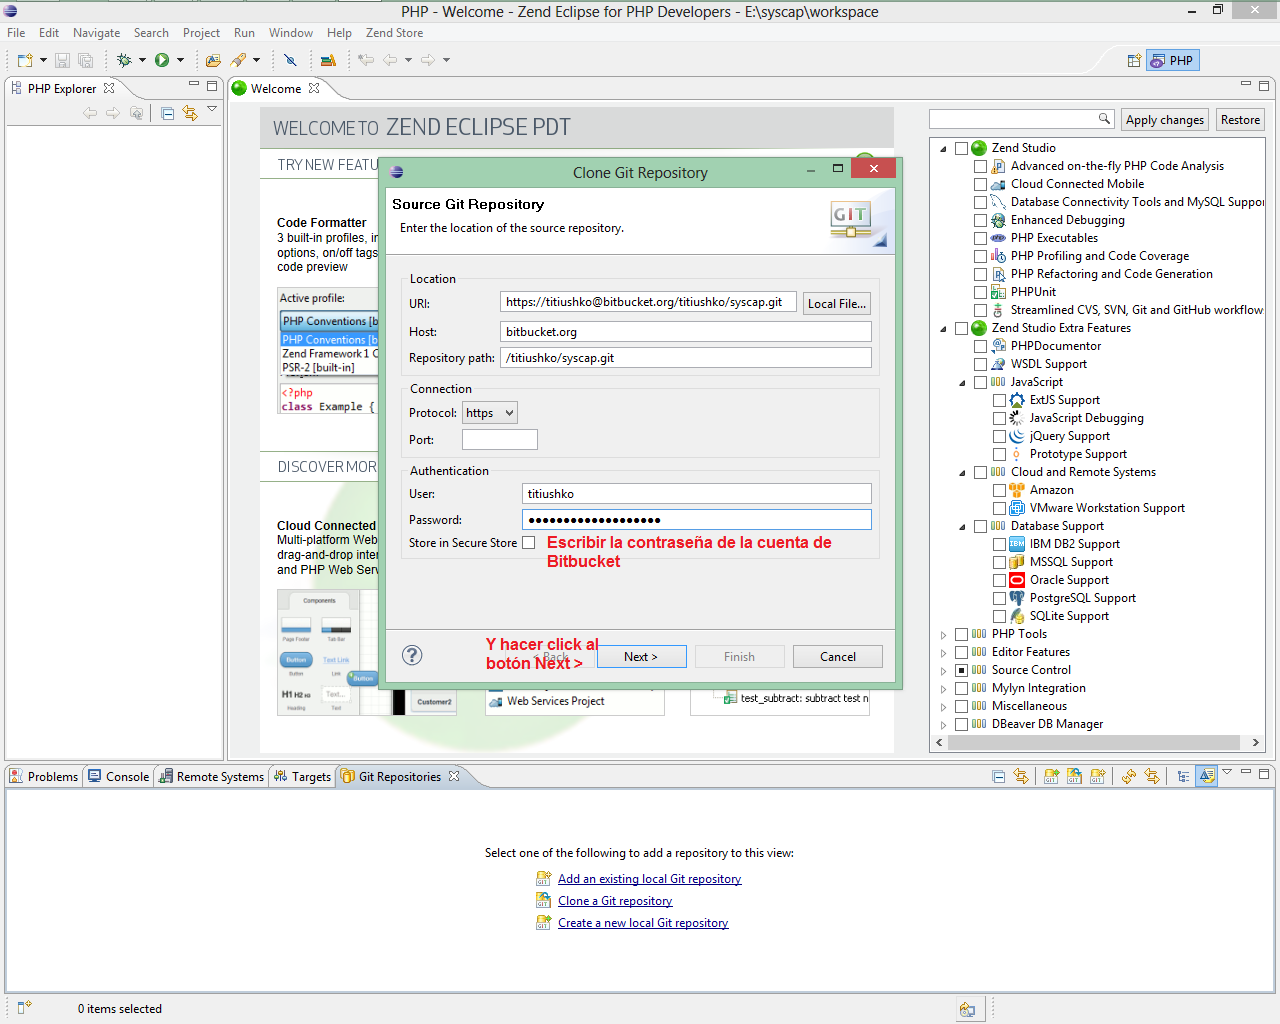 PHP - Welcome - Zend Eclipse for PHP Developers - E:\syscap\workspace
File Edit Navigate Search Project Run Window Help Zend Store
PHP
PHP Explorer
Welcome
WELCOME TO ZEND ECLIPSE PDT
TRY NEW FEATU
Code Formatter
3 built-in profiles, in
options, on/off tags
code preview
Active profile:
PHP Conventions [b
PHP Conventions [b
Zend Framework 1 C
PSR-2 [built-in]
<?php
class Example {
DISCOVER MOR
Cloud Connected
Multi-platform Web
drag-and-drop inter
and PHP Web Serv
Components
Page Footer
Tab Bar
Button
Text Link
Button
Link
Button
H1 H2 H3
Text...
Heading
Text
Customer2
Web Services Project
test_subtract: subtract test n
Clone Git Repository
Source Git Repository
Enter the location of the source repository.
GIT
Location
URI: https://titiushko@bitbucket.org/titiushko/syscap.git Local File...
Host: bitbucket.org
Repository path: /titiushko/syscap.git
Connection
Protocol: https
Port:
Authentication
User: titiushko
Password: ●●●●●●●●●●●●●●●●●●●
Store in Secure Store
Escribir la contraseña de la cuenta de
Bitbucket
Y hacer click al
botón Next >
< Back
Next >
Finish
Cancel
Apply changes
Restore
Zend Studio
Advanced on-the-fly PHP Code Analysis
Cloud Connected Mobile
Database Connectivity Tools and MySQL Suppor
Enhanced Debugging
PHP Executables
PHP Profiling and Code Coverage
PHP Refactoring and Code Generation
PHPUnit
Streamlined CVS, SVN, Git and GitHub workflow
Zend Studio Extra Features
PHPDocumentor
WSDL Support
JavaScript
ExtJS Support
JavaScript Debugging
jQuery Support
Prototype Support
Cloud and Remote Systems
Amazon
VMware Workstation Support
Database Support
IBM DB2 Support
MSSQL Support
Oracle Support
PostgreSQL Support
SQLite Support
PHP Tools
Editor Features
Source Control
Mylyn Integration
Miscellaneous
DBeaver DB Manager
Problems
Console
Remote Systems
Targets
Git Repositories
Select one of the following to add a repository to this view:
Add an existing local Git repository
Clone a Git repository
Create a new local Git repository
0 items selected